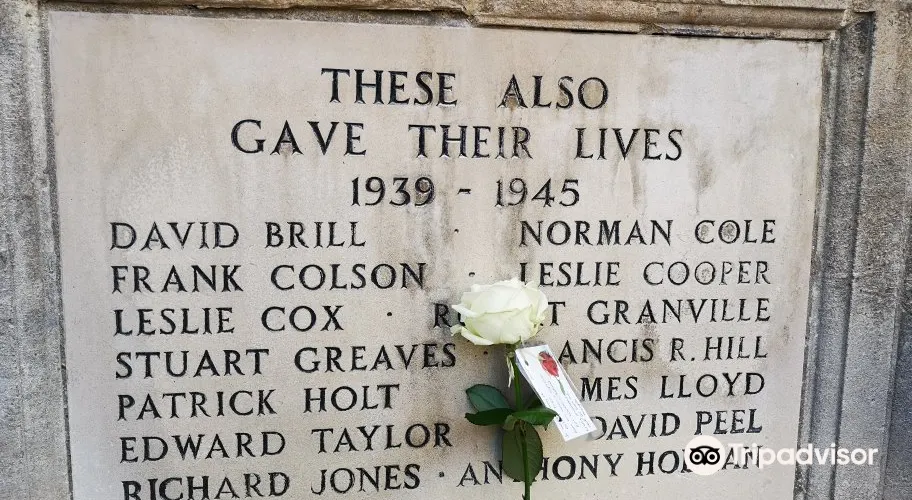 THESE ALSO
GAVE THEIR LIVES
1939 - 1945
DAVID BRILL · NORMAN COLE
FRANK COLSON · LESLIE COOPER
LESLIE COX · GRANVILLE
STUART GREAVES · R. HILL
PATRICK HOLT LLOYD
EDWARD TAYLOR DAVID PEEL
RICHARD JONES ·
Tripadvisor